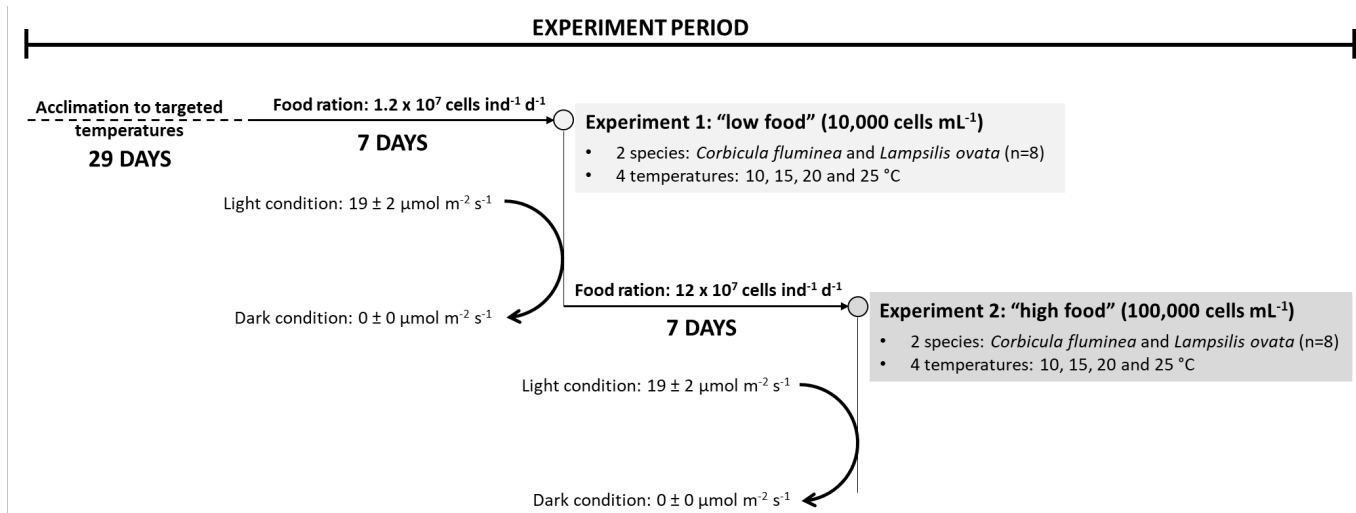 EXPERIMENT PERIOD
Acclimation to targeted
temperatures
29 DAYS
Food ration: 1.2 x 10⁷ cells ind⁻¹ d⁻¹
7 DAYS
Experiment 1: “low food” (10,000 cells mL⁻¹)
• 2 species: Corbicula fluminea and Lampsilis ovata (n=8)
• 4 temperatures: 10, 15, 20 and 25 °C
Light condition: 19 ± 2 µmol m⁻² s⁻¹
Dark condition: 0 ± 0 µmol m⁻² s⁻¹
Food ration: 12 x 10⁷ cells ind⁻¹ d⁻¹
7 DAYS
Experiment 2: “high food” (100,000 cells mL⁻¹)
• 2 species: Corbicula fluminea and Lampsilis ovata (n=8)
• 4 temperatures: 10, 15, 20 and 25 °C
Light condition: 19 ± 2 µmol m⁻² s⁻¹
Dark condition: 0 ± 0 µmol m⁻² s⁻¹